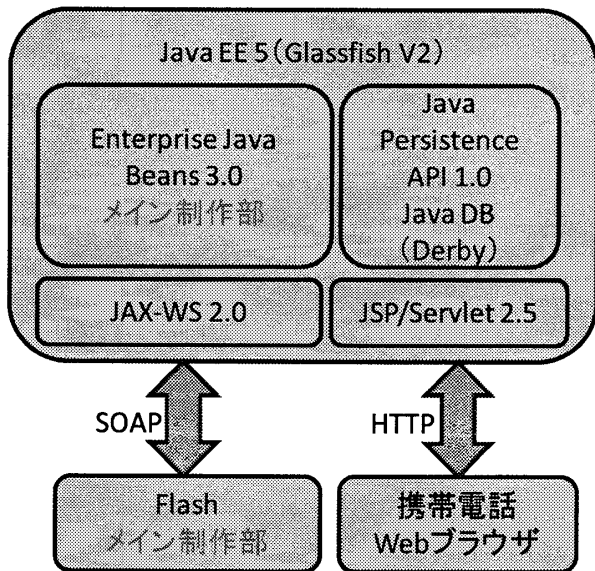 Java EE 5(Glassfish V2)
Enterprise Java
Beans 3.0
メイン制作部
Java
Persistence
API 1.0
Java DB
(Derby)
JAX-WS 2.0
JSP/Servlet 2.5
SOAP
HTTP
Flash
メイン制作部
携帯電話
Webブラウザ